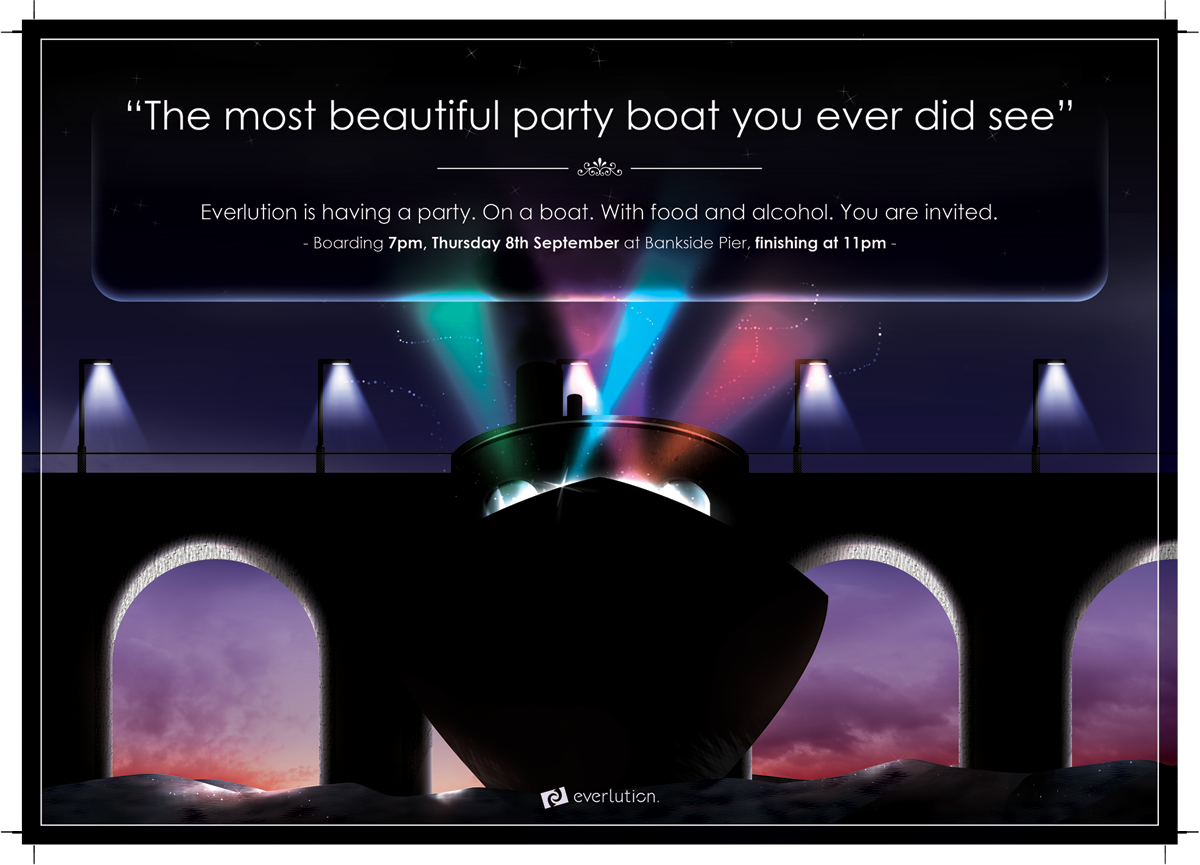 “The most beautiful party boat you ever did see”
Everlution is having a party. On a boat. With food and alcohol. You are invited.
- Boarding 7pm, Thursday 8th September at Bankside Pier, finishing at 11pm -
everlution.